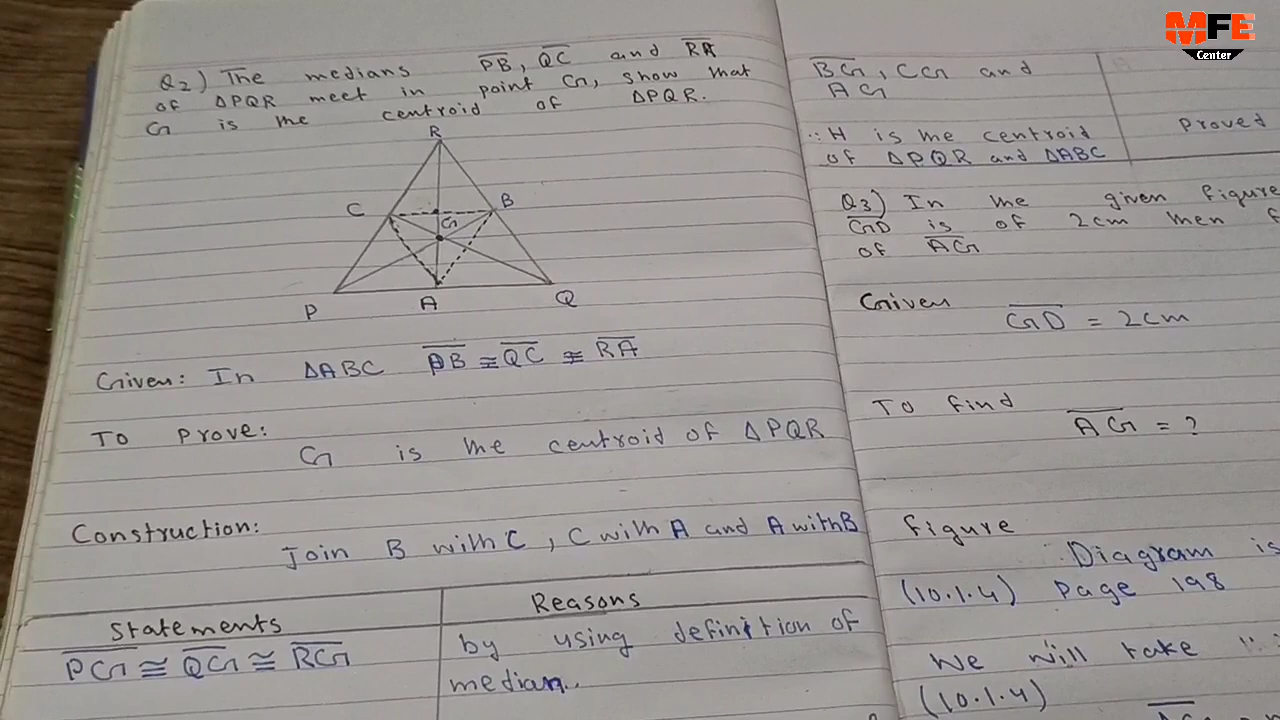 Q2) The medians PB, QC and RA
of ΔPQR meet in point G, show that
G is the centroid of ΔPQR.
R
C
B
G
P
A
Q
Given: In ΔABC PB ≅ QC ≅ RA
To Prove:
G is the centroid of ΔPQR
Construction:
Join B with C, C with A and A with B
Statements
Reasons
PG ≅ QG ≅ RG
by using definition of
median.
BG, CG and
AG
∴ H is the centroid
of ΔPQR and ΔABC
Proved
Q3) In the given figure
GD is of 2cm then
of AG
Given
GD = 2cm
To find
AG = ?
Figure
Diagram is
(10.1.4) Page 198
We will take
(10.1.4)
MFE
Center